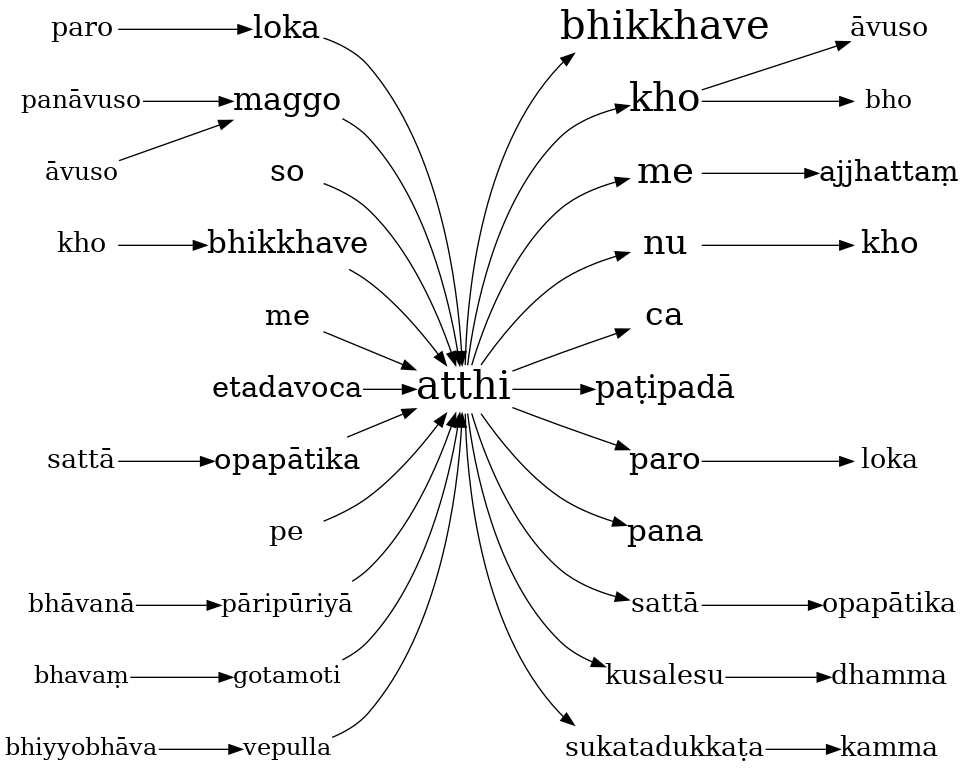 paro loka bhikkhave āvuso
panāvuso maggo kho bho
āvuso so me ajjhattaṃ
kho bhikkhave nu kho
me ca
etadavoca atthi paṭipadā
sattā opapātika paro loka
pe pana
bhāvanā pāripūriyā sattā opapātika
bhavaṃ gotamoti kusalesu dhamma
bhiyyobhāva vepulla sukatadukkaṭa kamma